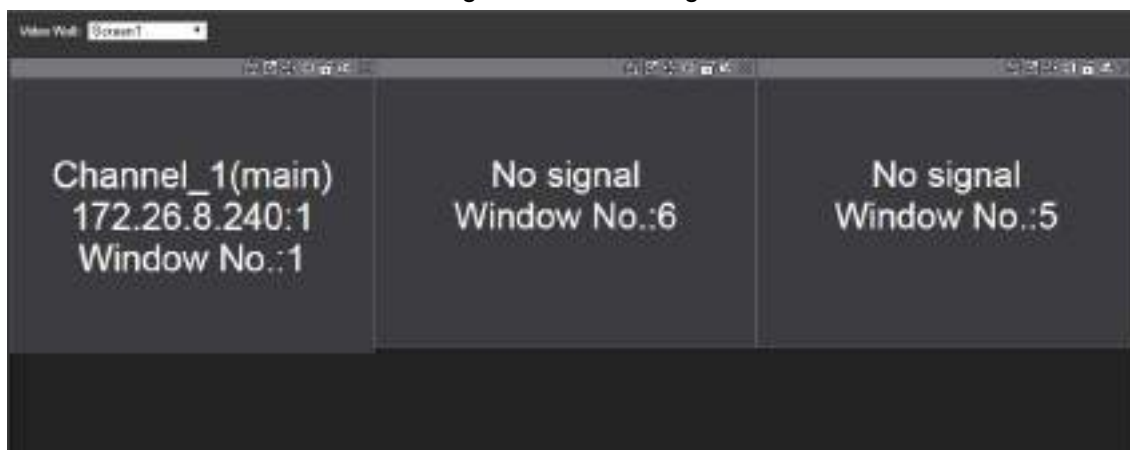 Video Wall: Screen1
Channel_1(main)
172.26.8.240:1
Window No.:1
No signal
Window No.:6
No signal
Window No.:5